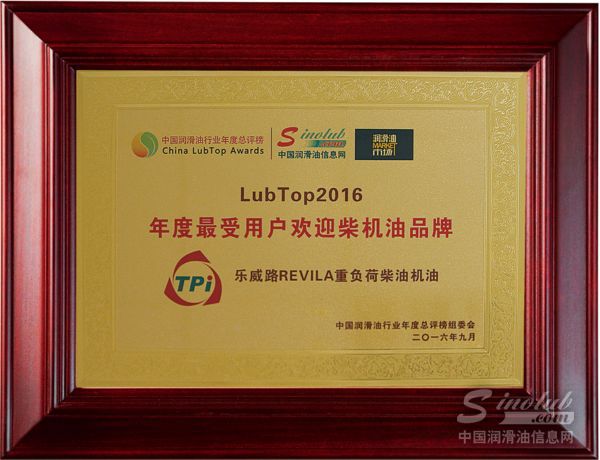 中国润滑油行业年度总评榜
China LubTop Awards
Sinolub
.com
中国润滑油信息网
润滑油
MARKET
市场
LubTop2016
年度最受用户欢迎柴机油品牌
TPi
乐威路REVILA重负荷柴油机油
中国润滑油行业年度总评榜组委会
二〇一六年九月
Sinolub
.com
中国润滑油信息网